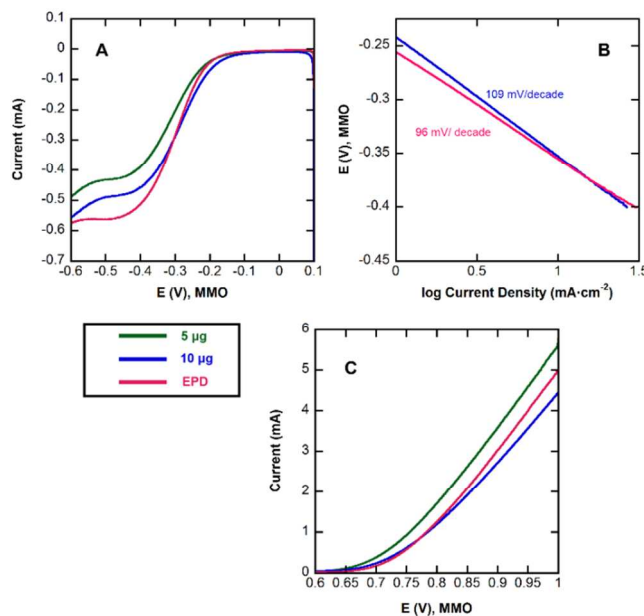 A
0
-0.1
-0.2
-0.3
-0.4
-0.5
-0.6
-0.7
Current (mA)
-0.6 -0.5 -0.4 -0.3 -0.2 -0.1 0 0.1
E (V), MMO
B
-0.25
-0.3
-0.35
-0.4
-0.45
E (V), MMO
109 mV/decade
96 mV/ decade
0 0.5 1 1.5
log Current Density (mA·cm⁻²)
5 µg
10 µg
EPD
C
6
5
4
3
2
1
0
Current (mA)
0.6 0.65 0.70 0.75 0.8 0.85 0.9 0.95 1
E (V), MMO